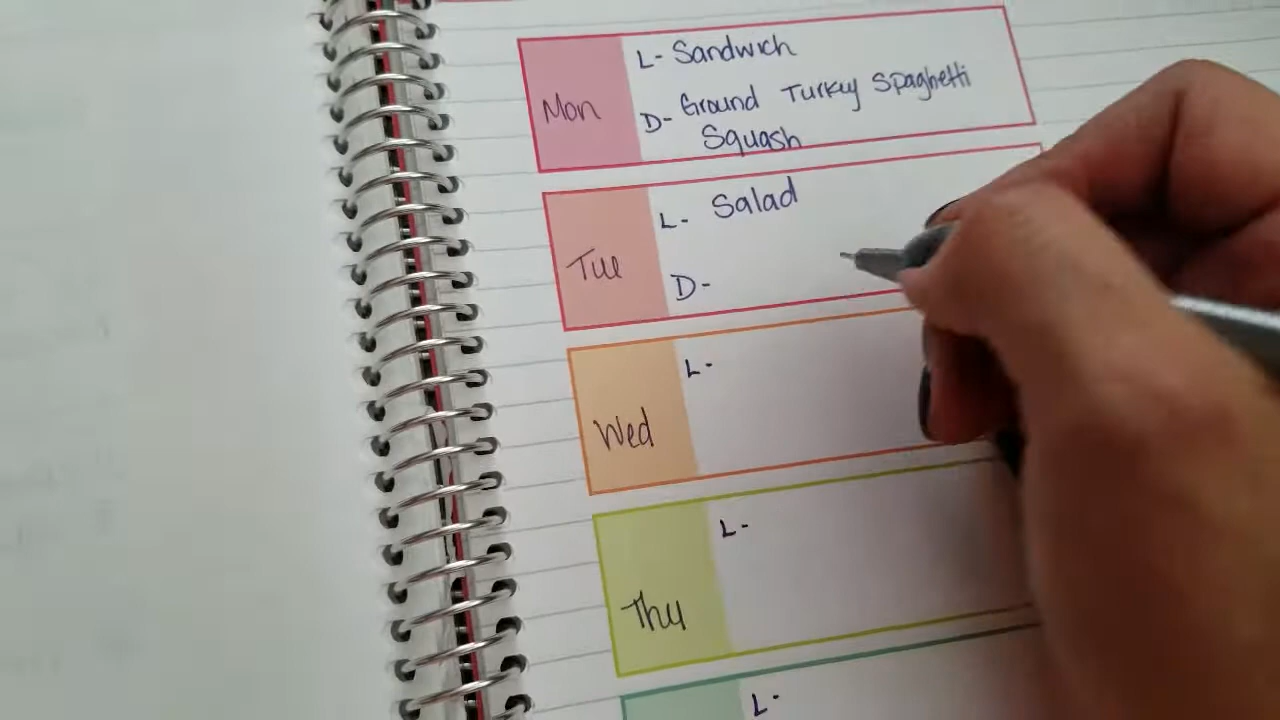 Mon
L- Sandwich
D- Ground Turkey Spaghetti
Squash
Tue
L- Salad
D-
Wed
L-
Thu
L-
L-